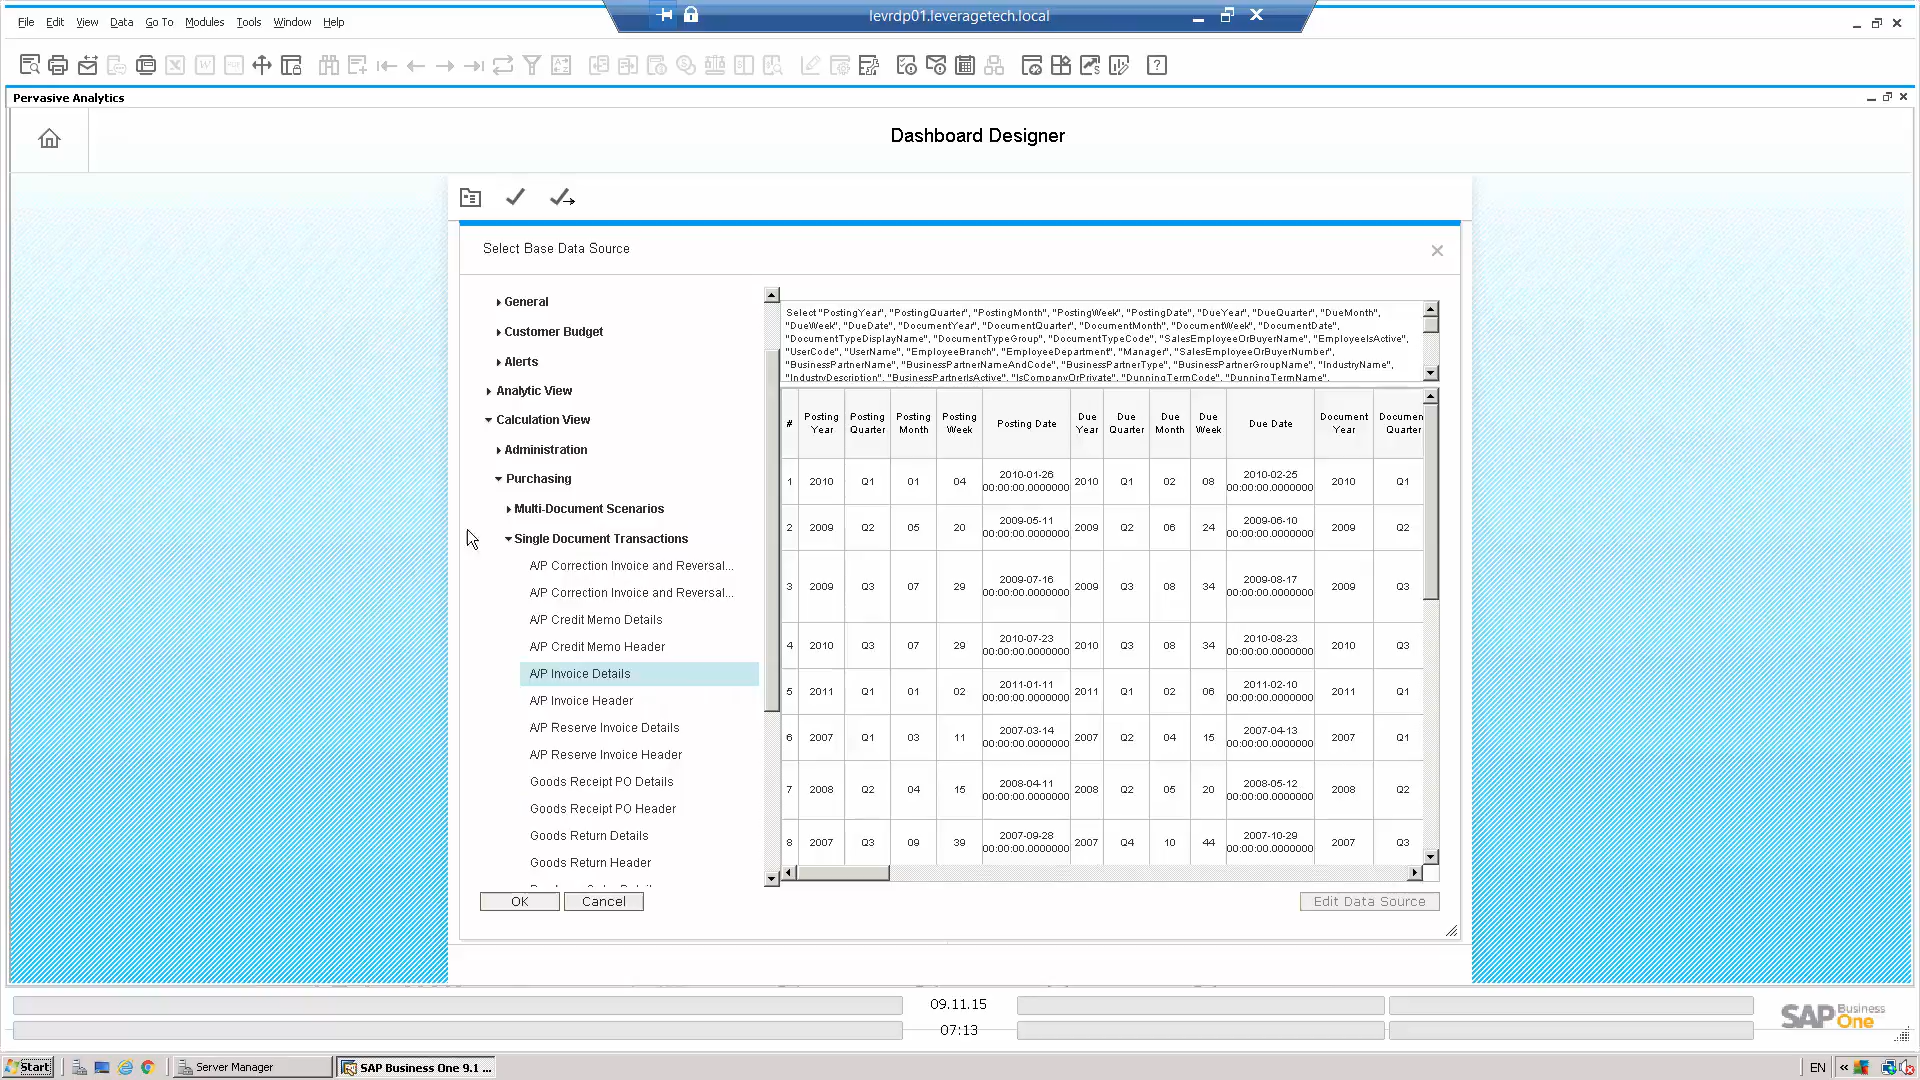 File Edit View Data Go To Modules Tools Window Help
levrdp01.leveragetech.local
Pervasive Analytics
Dashboard Designer
Select Base Data Source
General
Customer Budget
Alerts
Analytic View
Calculation View
Administration
Purchasing
Multi-Document Scenarios
Single Document Transactions
A/P Correction Invoice and Reversal...
A/P Correction Invoice and Reversal...
A/P Credit Memo Details
A/P Credit Memo Header
A/P Invoice Details
A/P Invoice Header
A/P Reserve Invoice Details
A/P Reserve Invoice Header
Goods Receipt PO Details
Goods Receipt PO Header
Goods Return Details
Goods Return Header
Select "PostingYear", "PostingQuarter", "PostingMonth", "PostingWeek", "PostingDate", "DueYear", "DueQuarter", "DueMonth",
"DueWeek", "DueDate", "DocumentYear", "DocumentQuarter", "DocumentMonth", "DocumentWeek", "DocumentDate",
"DocumentTypeDisplayName", "DocumentTypeGroup", "DocumentTypeCode", "SalesEmployeeOrBuyerName", "EmployeeIsActive",
"UserCode", "UserName", "EmployeeBranch", "EmployeeDepartment", "Manager", "SalesEmployeeOrBuyerNumber",
"BusinessPartnerName", "BusinessPartnerNameAndCode", "BusinessPartnerType", "BusinessPartnerGroupName", "IndustryName",
"IndustryDescription", "BusinessPartnerIsActive", "IsCompanyOrPrivate", "DunningTermCode", "DunningTermName",
# Posting Year Posting Quarter Posting Month Posting Week Posting Date Due Year Due Quarter Due Month Due Week Due Date Document Year Documen Quarter
1 2010 Q1 01 04 2010-01-26 00:00:00.0000000 2010 Q1 02 08 2010-02-25 00:00:00.0000000 2010 Q1
2 2009 Q2 05 20 2009-05-11 00:00:00.0000000 2009 Q2 06 24 2009-06-10 00:00:00.0000000 2009 Q2
3 2009 Q3 07 29 2009-07-16 00:00:00.0000000 2009 Q3 08 34 2009-08-17 00:00:00.0000000 2009 Q3
4 2010 Q3 07 29 2010-07-23 00:00:00.0000000 2010 Q3 08 34 2010-08-23 00:00:00.0000000 2010 Q3
5 2011 Q1 01 02 2011-01-11 00:00:00.0000000 2011 Q1 02 06 2011-02-10 00:00:00.0000000 2011 Q1
6 2007 Q1 03 11 2007-03-14 00:00:00.0000000 2007 Q2 04 15 2007-04-13 00:00:00.0000000 2007 Q1
7 2008 Q2 04 15 2008-04-11 00:00:00.0000000 2008 Q2 05 20 2008-05-12 00:00:00.0000000 2008 Q2
8 2007 Q3 09 39 2007-09-28 00:00:00.0000000 2007 Q4 10 44 2007-10-29 00:00:00.0000000 2007 Q3
OK Cancel Edit Data Source
09.11.15
07:13
SAP Business One
Start Server Manager SAP Business One 9.1 ... EN